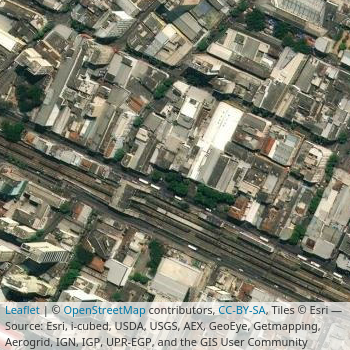 Leaflet | © OpenStreetMap contributors, CC-BY-SA, Tiles © Esri —
Source: Esri, i-cubed, USDA, USGS, AEX, GeoEye, Getmapping,
Aerogrid, IGN, IGP, UPR-EGP, and the GIS User Community